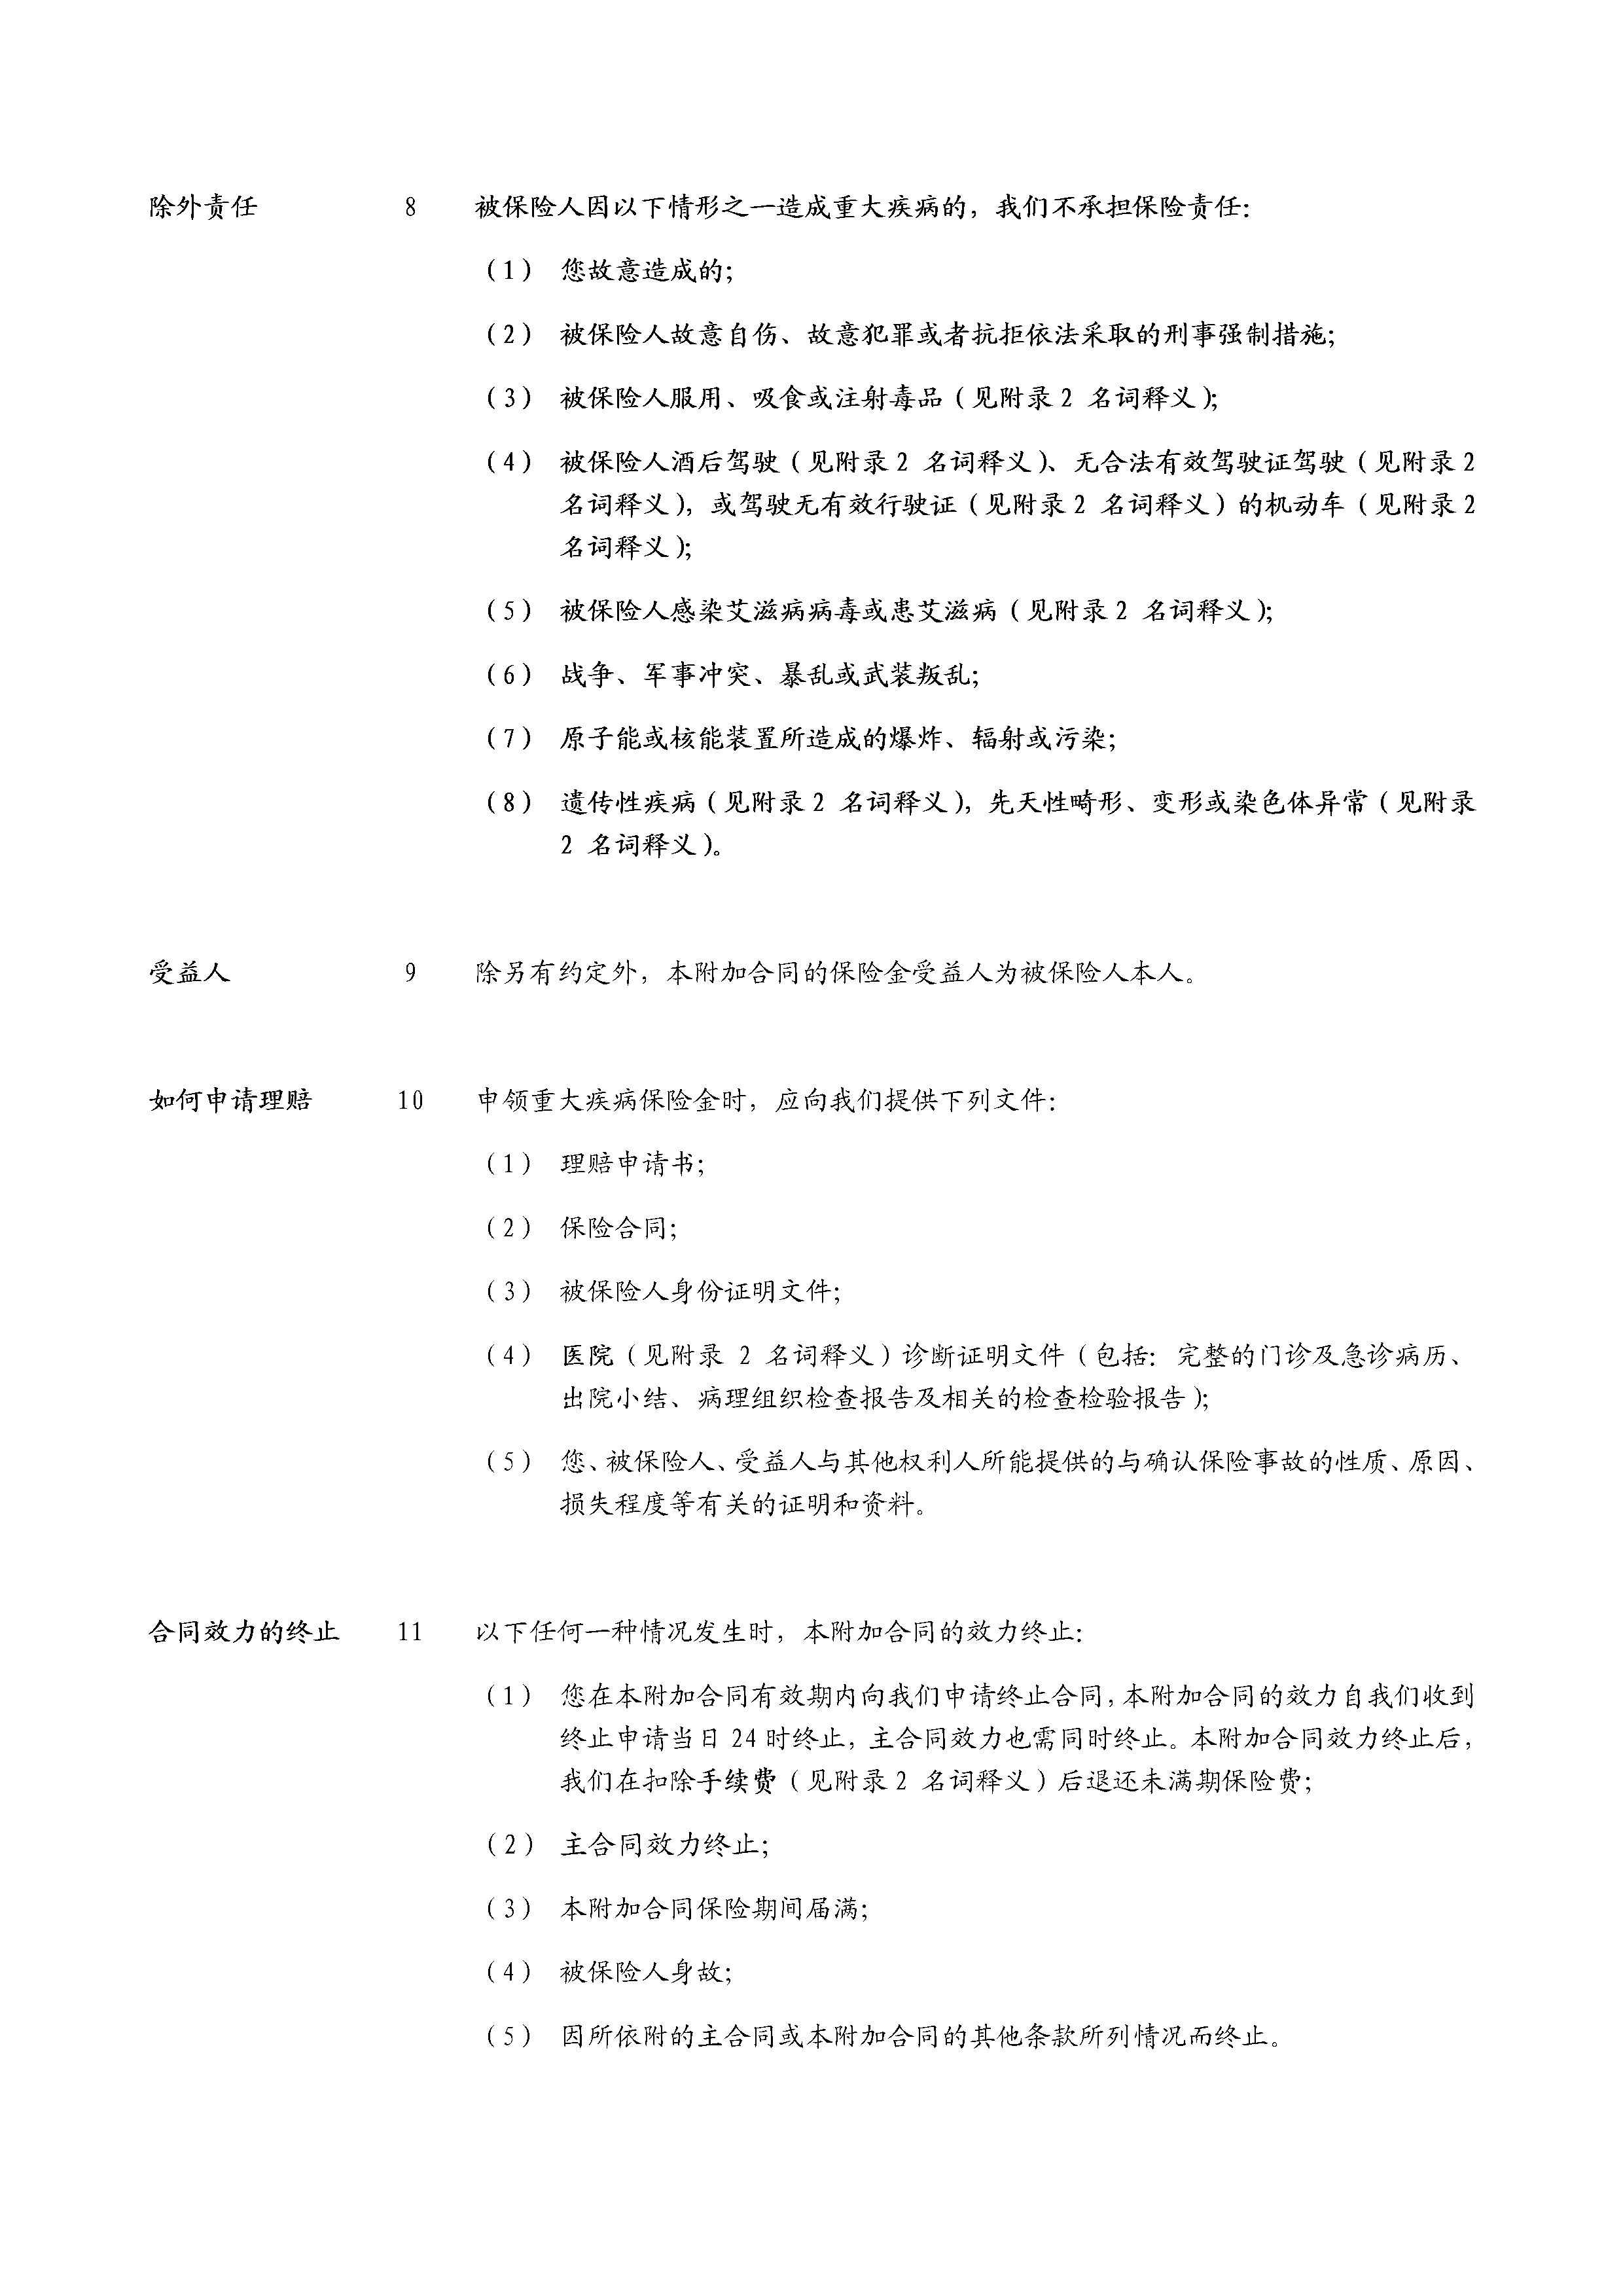 除外责任 8 被保险人因以下情形之一造成重大疾病的，我们不承担保险责任：
（1） 您故意造成的；
（2） 被保险人故意自伤、故意犯罪或者抗拒依法采取的刑事强制措施；
（3） 被保险人服用、吸食或注射毒品（见附录2 名词释义）；
（4） 被保险人酒后驾驶（见附录2 名词释义）、无合法有效驾驶证驾驶（见附录2
名词释义），或驾驶无有效行驶证（见附录2 名词释义）的机动车（见附录2
名词释义）；
（5） 被保险人感染艾滋病病毒或患艾滋病（见附录2 名词释义）；
（6） 战争、军事冲突、暴乱或武装叛乱；
（7） 原子能或核能装置所造成的爆炸、辐射或污染；
（8） 遗传性疾病（见附录2 名词释义），先天性畸形、变形或染色体异常（见附录
2 名词释义）。
受益人 9 除另有约定外，本附加合同的保险金受益人为被保险人本人。
如何申请理赔 10 申领重大疾病保险金时，应向我们提供下列文件：
（1） 理赔申请书；
（2） 保险合同；
（3） 被保险人身份证明文件；
（4） 医院（见附录 2 名词释义）诊断证明文件（包括：完整的门诊及急诊病历、
出院小结、病理组织检查报告及相关的检查检验报告）；
（5） 您、被保险人、受益人与其他权利人所能提供的与确认保险事故的性质、原因、
损失程度等有关的证明和资料。
合同效力的终止 11 以下任何一种情况发生时，本附加合同的效力终止：
（1） 您在本附加合同有效期内向我们申请终止合同，本附加合同的效力自我们收到
终止申请当日 24 时终止，主合同效力也需同时终止。本附加合同效力终止后，
我们在扣除手续费（见附录2 名词释义）后退还未满期保险费；
（2） 主合同效力终止；
（3） 本附加合同保险期间届满；
（4） 被保险人身故；
（5） 因所依附的主合同或本附加合同的其他条款所列情况而终止。